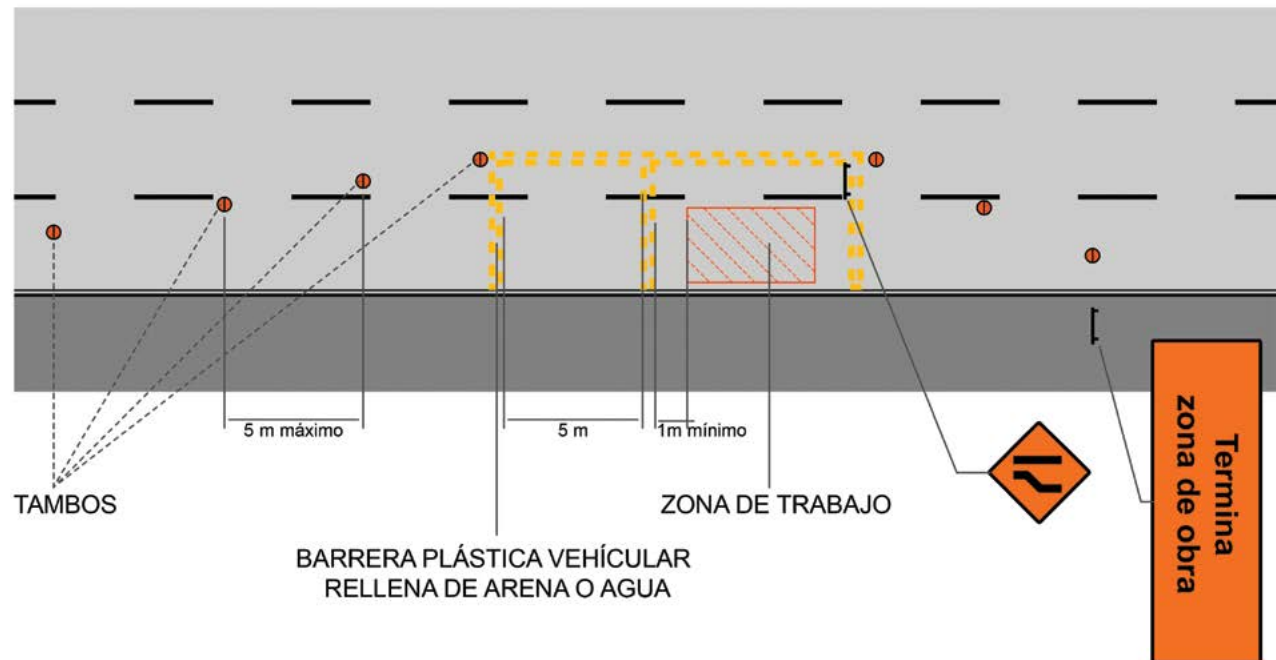 5 m máximo
5 m
1m mínimo
TAMBOS
ZONA DE TRABAJO
BARRERA PLÁSTICA VEHÍCULAR
RELLENA DE ARENA O AGUA
Termina
zona de obra